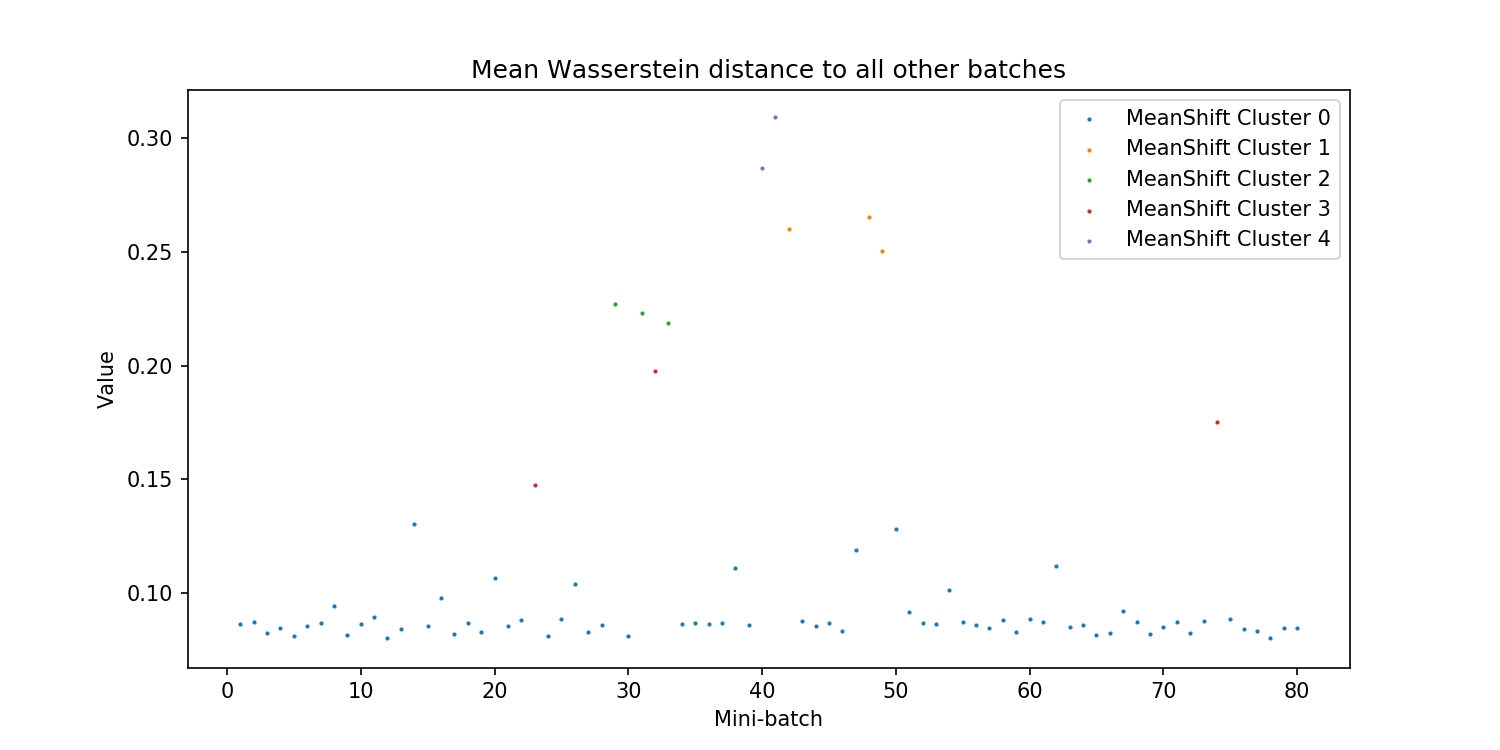 Mean Wasserstein distance to all other batches
MeanShift Cluster 0
MeanShift Cluster 1
MeanShift Cluster 2
MeanShift Cluster 3
MeanShift Cluster 4
0.30
0.25
0.20
0.15
0.10
Value
0 10 20 30 40 50 60 70 80
Mini-batch